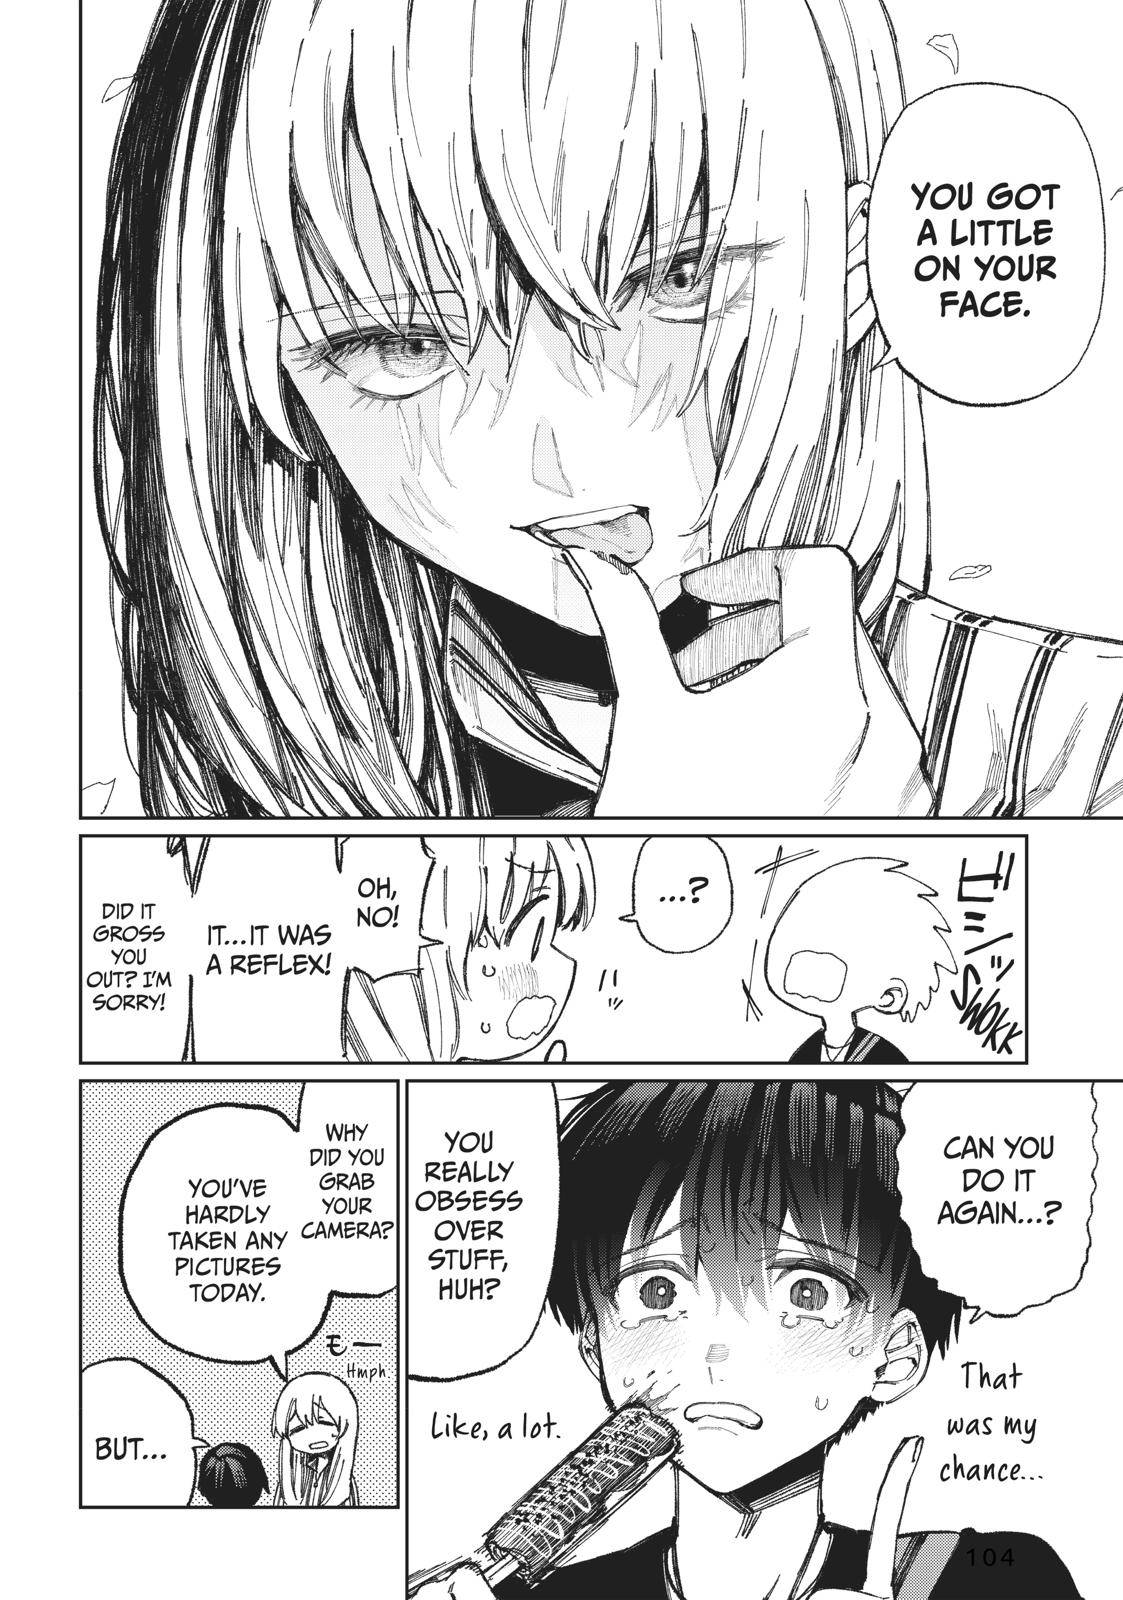 YOU GOT
A LITTLE
ON YOUR
FACE.
SWOKK
...?
OH,
NO!
IT...IT WAS
A REFLEX!
DID IT
GROSS
YOU
OUT? I'M
SORRY!
CAN YOU
DO IT
AGAIN...?
That
was my
chance...
YOU
REALLY
OBSESS
OVER
STUFF,
HUH?
Like, a lot.
WHY
DID YOU
GRAB
YOUR
CAMERA?
YOU'VE
HARDLY
TAKEN ANY
PICTURES
TODAY.
モー
Hmph.
BUT...
104